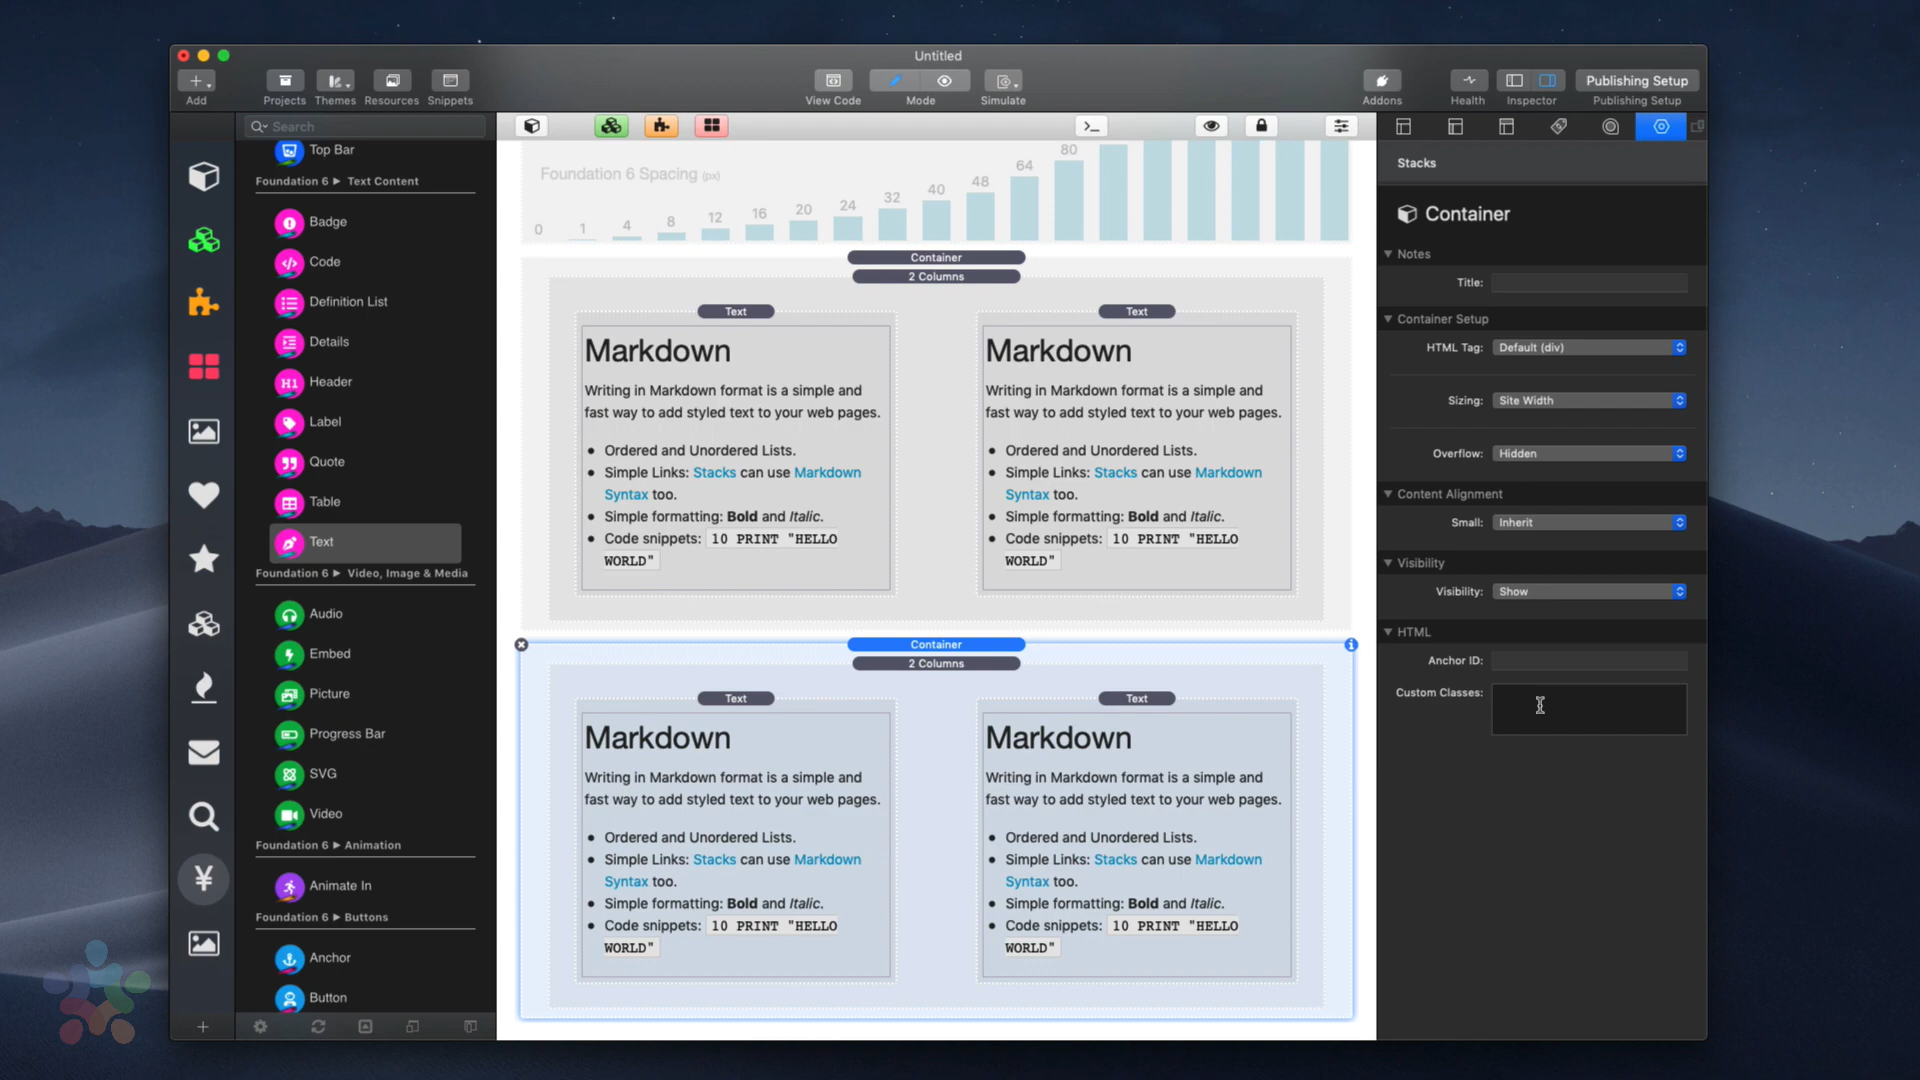 Untitled
Publishing Setup
Add
Projects
Themes
Resources
Snippets
View Code
Mode
Simulate
Addons
Health
Inspector
Publishing Setup
Search
Top Bar
Foundation 6 ▶ Text Content
Badge
Code
Definition List
Details
H1 Header
Label
Quote
Table
Text
Foundation 6 ▶ Video, Image & Media
Audio
Embed
Picture
Progress Bar
SVG
Video
Foundation 6 ▶ Animation
Animate In
Foundation 6 ▶ Buttons
Anchor
Button
¥
Foundation 6 Spacing (px)
0 1 4 8 12 16 20 24 32 40 48 64 80
Container
2 Columns
Text
Markdown
Writing in Markdown format is a simple and
fast way to add styled text to your web pages.
• Ordered and Unordered Lists.
• Simple Links: Stacks can use Markdown
Syntax too.
• Simple formatting: Bold and Italic.
• Code snippets: 10 PRINT "HELLO
WORLD"
Text
Markdown
Writing in Markdown format is a simple and
fast way to add styled text to your web pages.
• Ordered and Unordered Lists.
• Simple Links: Stacks can use Markdown
Syntax too.
• Simple formatting: Bold and Italic.
• Code snippets: 10 PRINT "HELLO
WORLD"
Container
2 Columns
Text
Markdown
Writing in Markdown format is a simple and
fast way to add styled text to your web pages.
• Ordered and Unordered Lists.
• Simple Links: Stacks can use Markdown
Syntax too.
• Simple formatting: Bold and Italic.
• Code snippets: 10 PRINT "HELLO
WORLD"
Text
Markdown
Writing in Markdown format is a simple and
fast way to add styled text to your web pages.
• Ordered and Unordered Lists.
• Simple Links: Stacks can use Markdown
Syntax too.
• Simple formatting: Bold and Italic.
• Code snippets: 10 PRINT "HELLO
WORLD"
Stacks
Container
Notes
Title:
Container Setup
HTML Tag: Default (div)
Sizing: Site Width
Overflow: Hidden
Content Alignment
Small: Inherit
Visibility
Visibility: Show
HTML
Anchor ID:
Custom Classes: